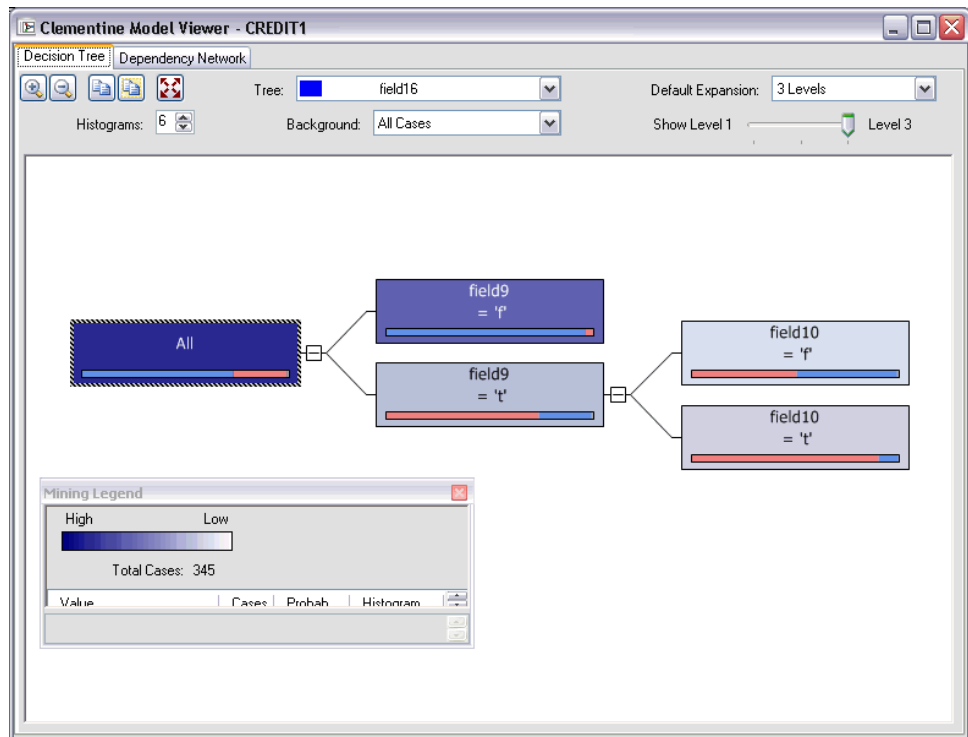 Clementine Model Viewer - CREDIT1
Decision Tree Dependency Network
Tree: field16 Default Expansion: 3 Levels
Histograms: 6 Background: All Cases Show Level 1 Level 3
All
field9
= 'f'
field9
= 't'
field10
= 'f'
field10
= 't'
Mining Legend
High Low
Total Cases: 345
Value Cases Probab... Histogram